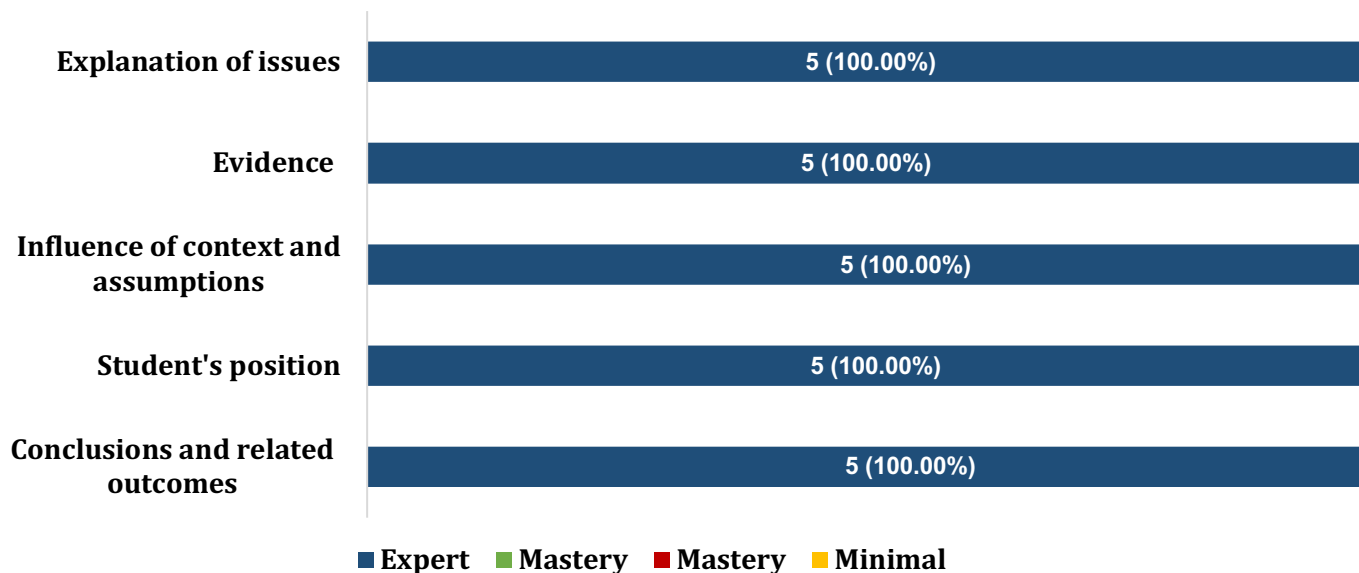 Explanation of issues
5 (100.00%)
Evidence
5 (100.00%)
Influence of context and
assumptions
5 (100.00%)
Student's position
5 (100.00%)
Conclusions and related
outcomes
5 (100.00%)
Expert Mastery Mastery Minimal